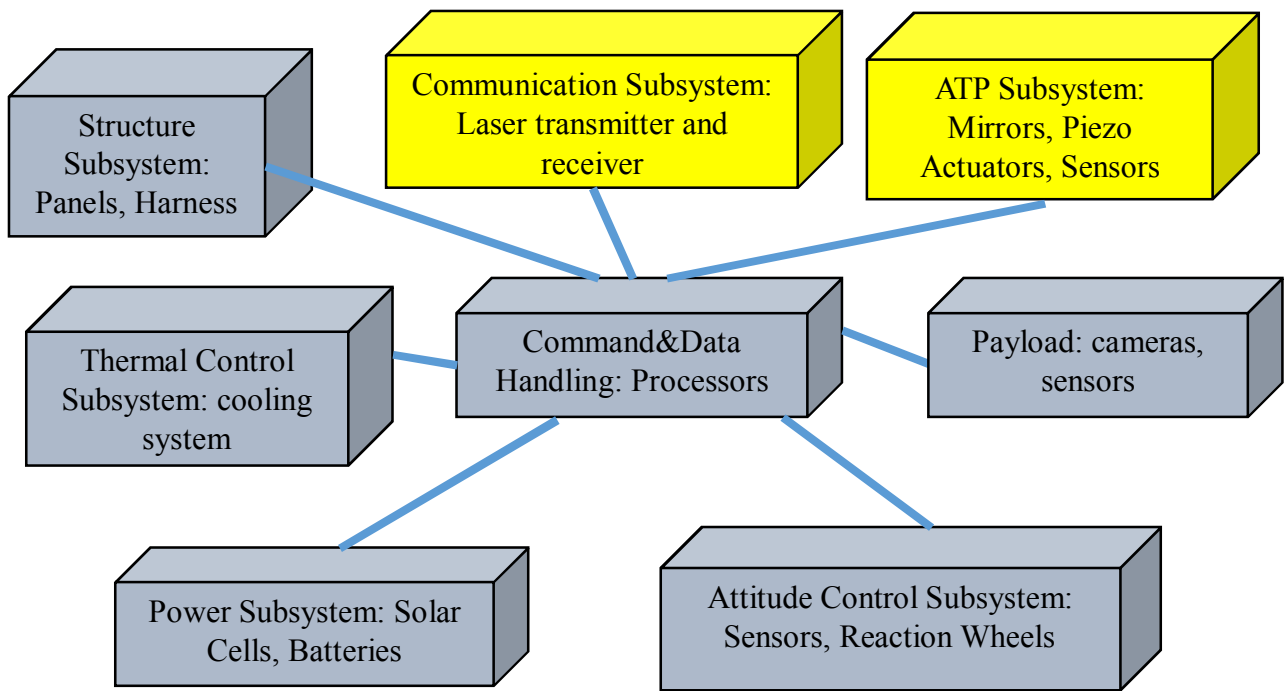 Structure
Subsystem:
Panels, Harness
Communication Subsystem:
Laser transmitter and
receiver
ATP Subsystem:
Mirrors, Piezo
Actuators, Sensors
Thermal Control
Subsystem: cooling
system
Command&Data
Handling: Processors
Payload: cameras,
sensors
Power Subsystem: Solar
Cells, Batteries
Attitude Control Subsystem:
Sensors, Reaction Wheels